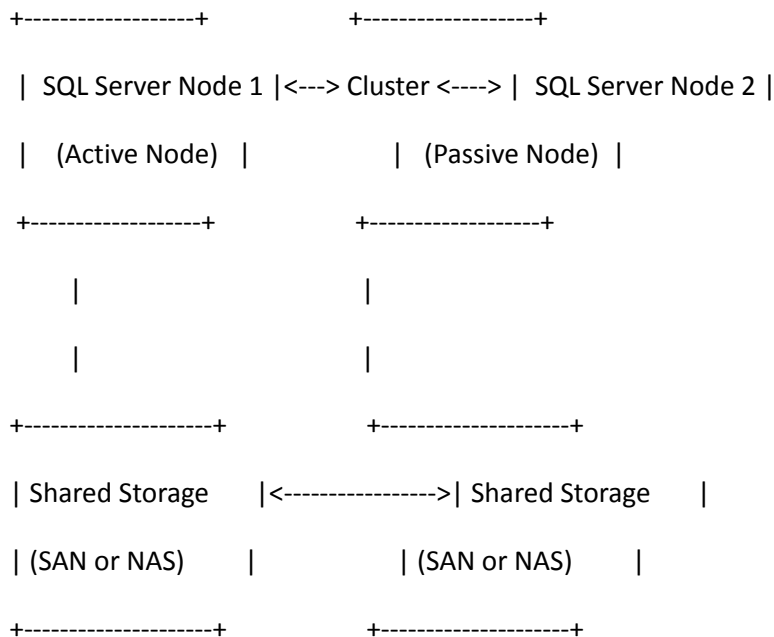 +-------------------+ +-------------------+
| SQL Server Node 1 |<---> Cluster <----> | SQL Server Node 2 |
| (Active Node) | | (Passive Node) |
+-------------------+ +-------------------+
| |
| |
+---------------------+ +---------------------+
| Shared Storage |<----------------->| Shared Storage |
| (SAN or NAS) | | (SAN or NAS) |
+---------------------+ +---------------------+